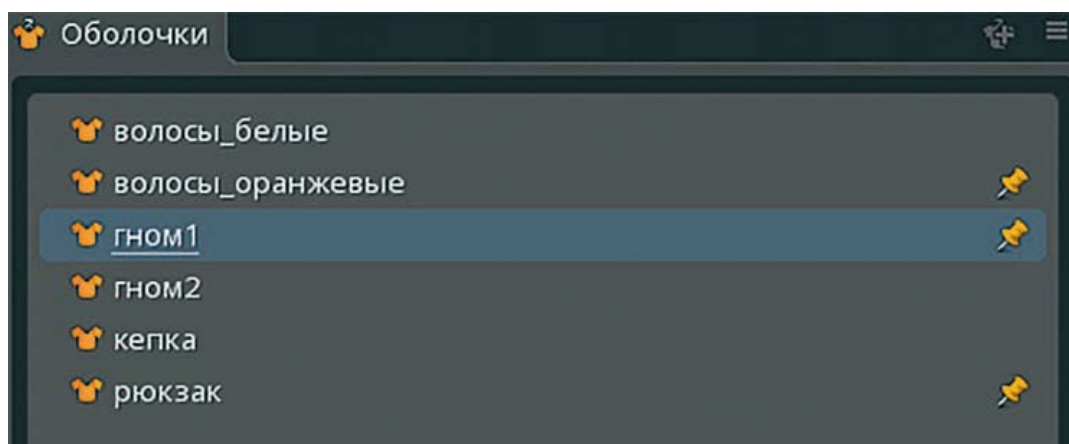 Оболочки
волосы_белые
волосы_оранжевые
гном1
гном2
кепка
рюкзак